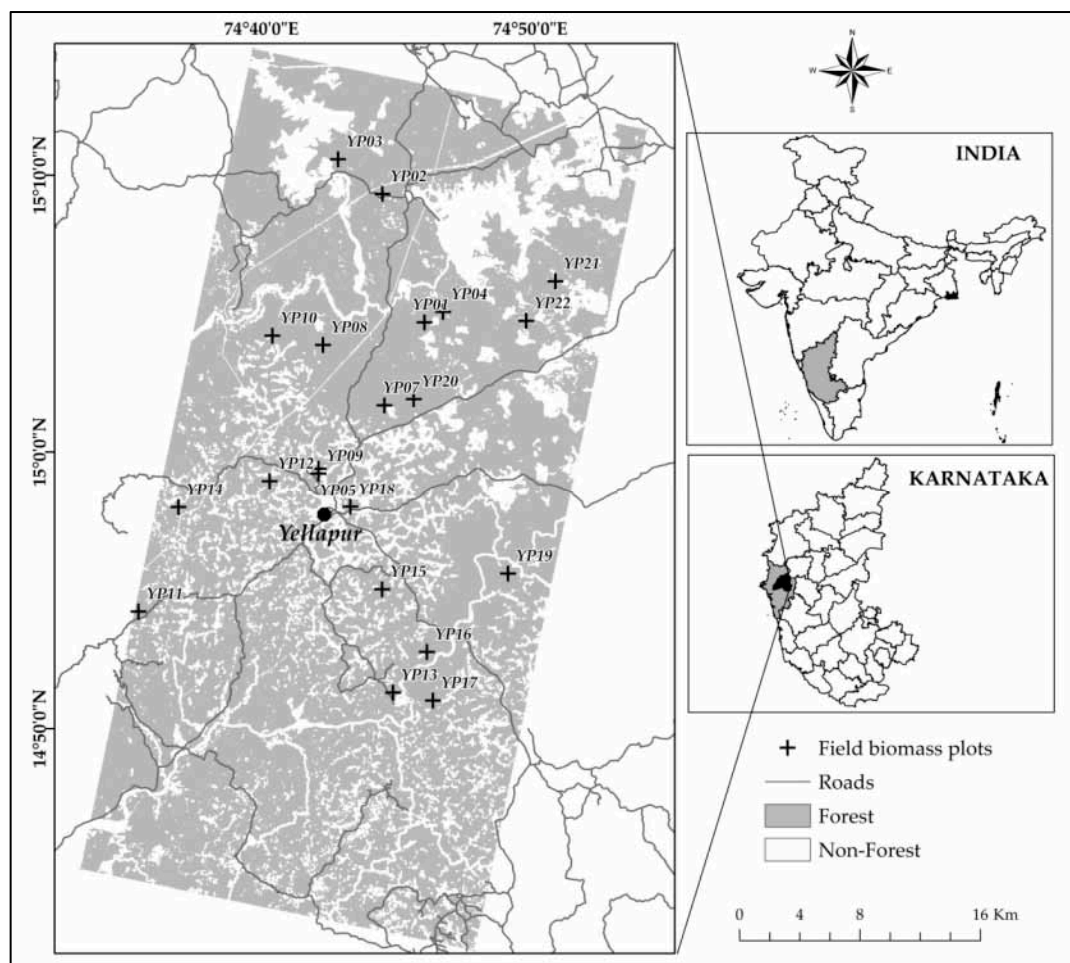 74°40'0"E
74°50'0"E
15°10'0"N
15°0'0"N
14°50'0"N
YP03
YP02
YP21
YP04
YP01
YP22
YP10
YP08
YP20
YP07
YP09
YP12
YP05
YP18
YP14
Yellapur
YP19
YP15
YP11
YP16
YP13
YP17
N
W
E
S
INDIA
KARNATAKA
Field biomass plots
Roads
Forest
Non-Forest
0 4 8 16 Km